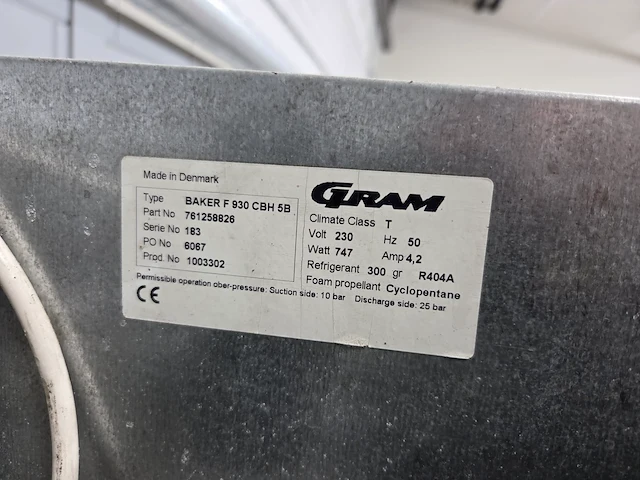 Made in Denmark
Type BAKER F 930 CBH 5B
Part No 761258826
Serie No 183
PO No 6067
Prod. No 1003302
GRAM
Climate Class T
Volt 230 Hz 50
Watt 747 Amp 4,2
Refrigerant 300 gr R404A
Foam propellant Cyclopentane
Permissible operation ober-pressure: Suction side: 10 bar Discharge side: 25 bar
CE